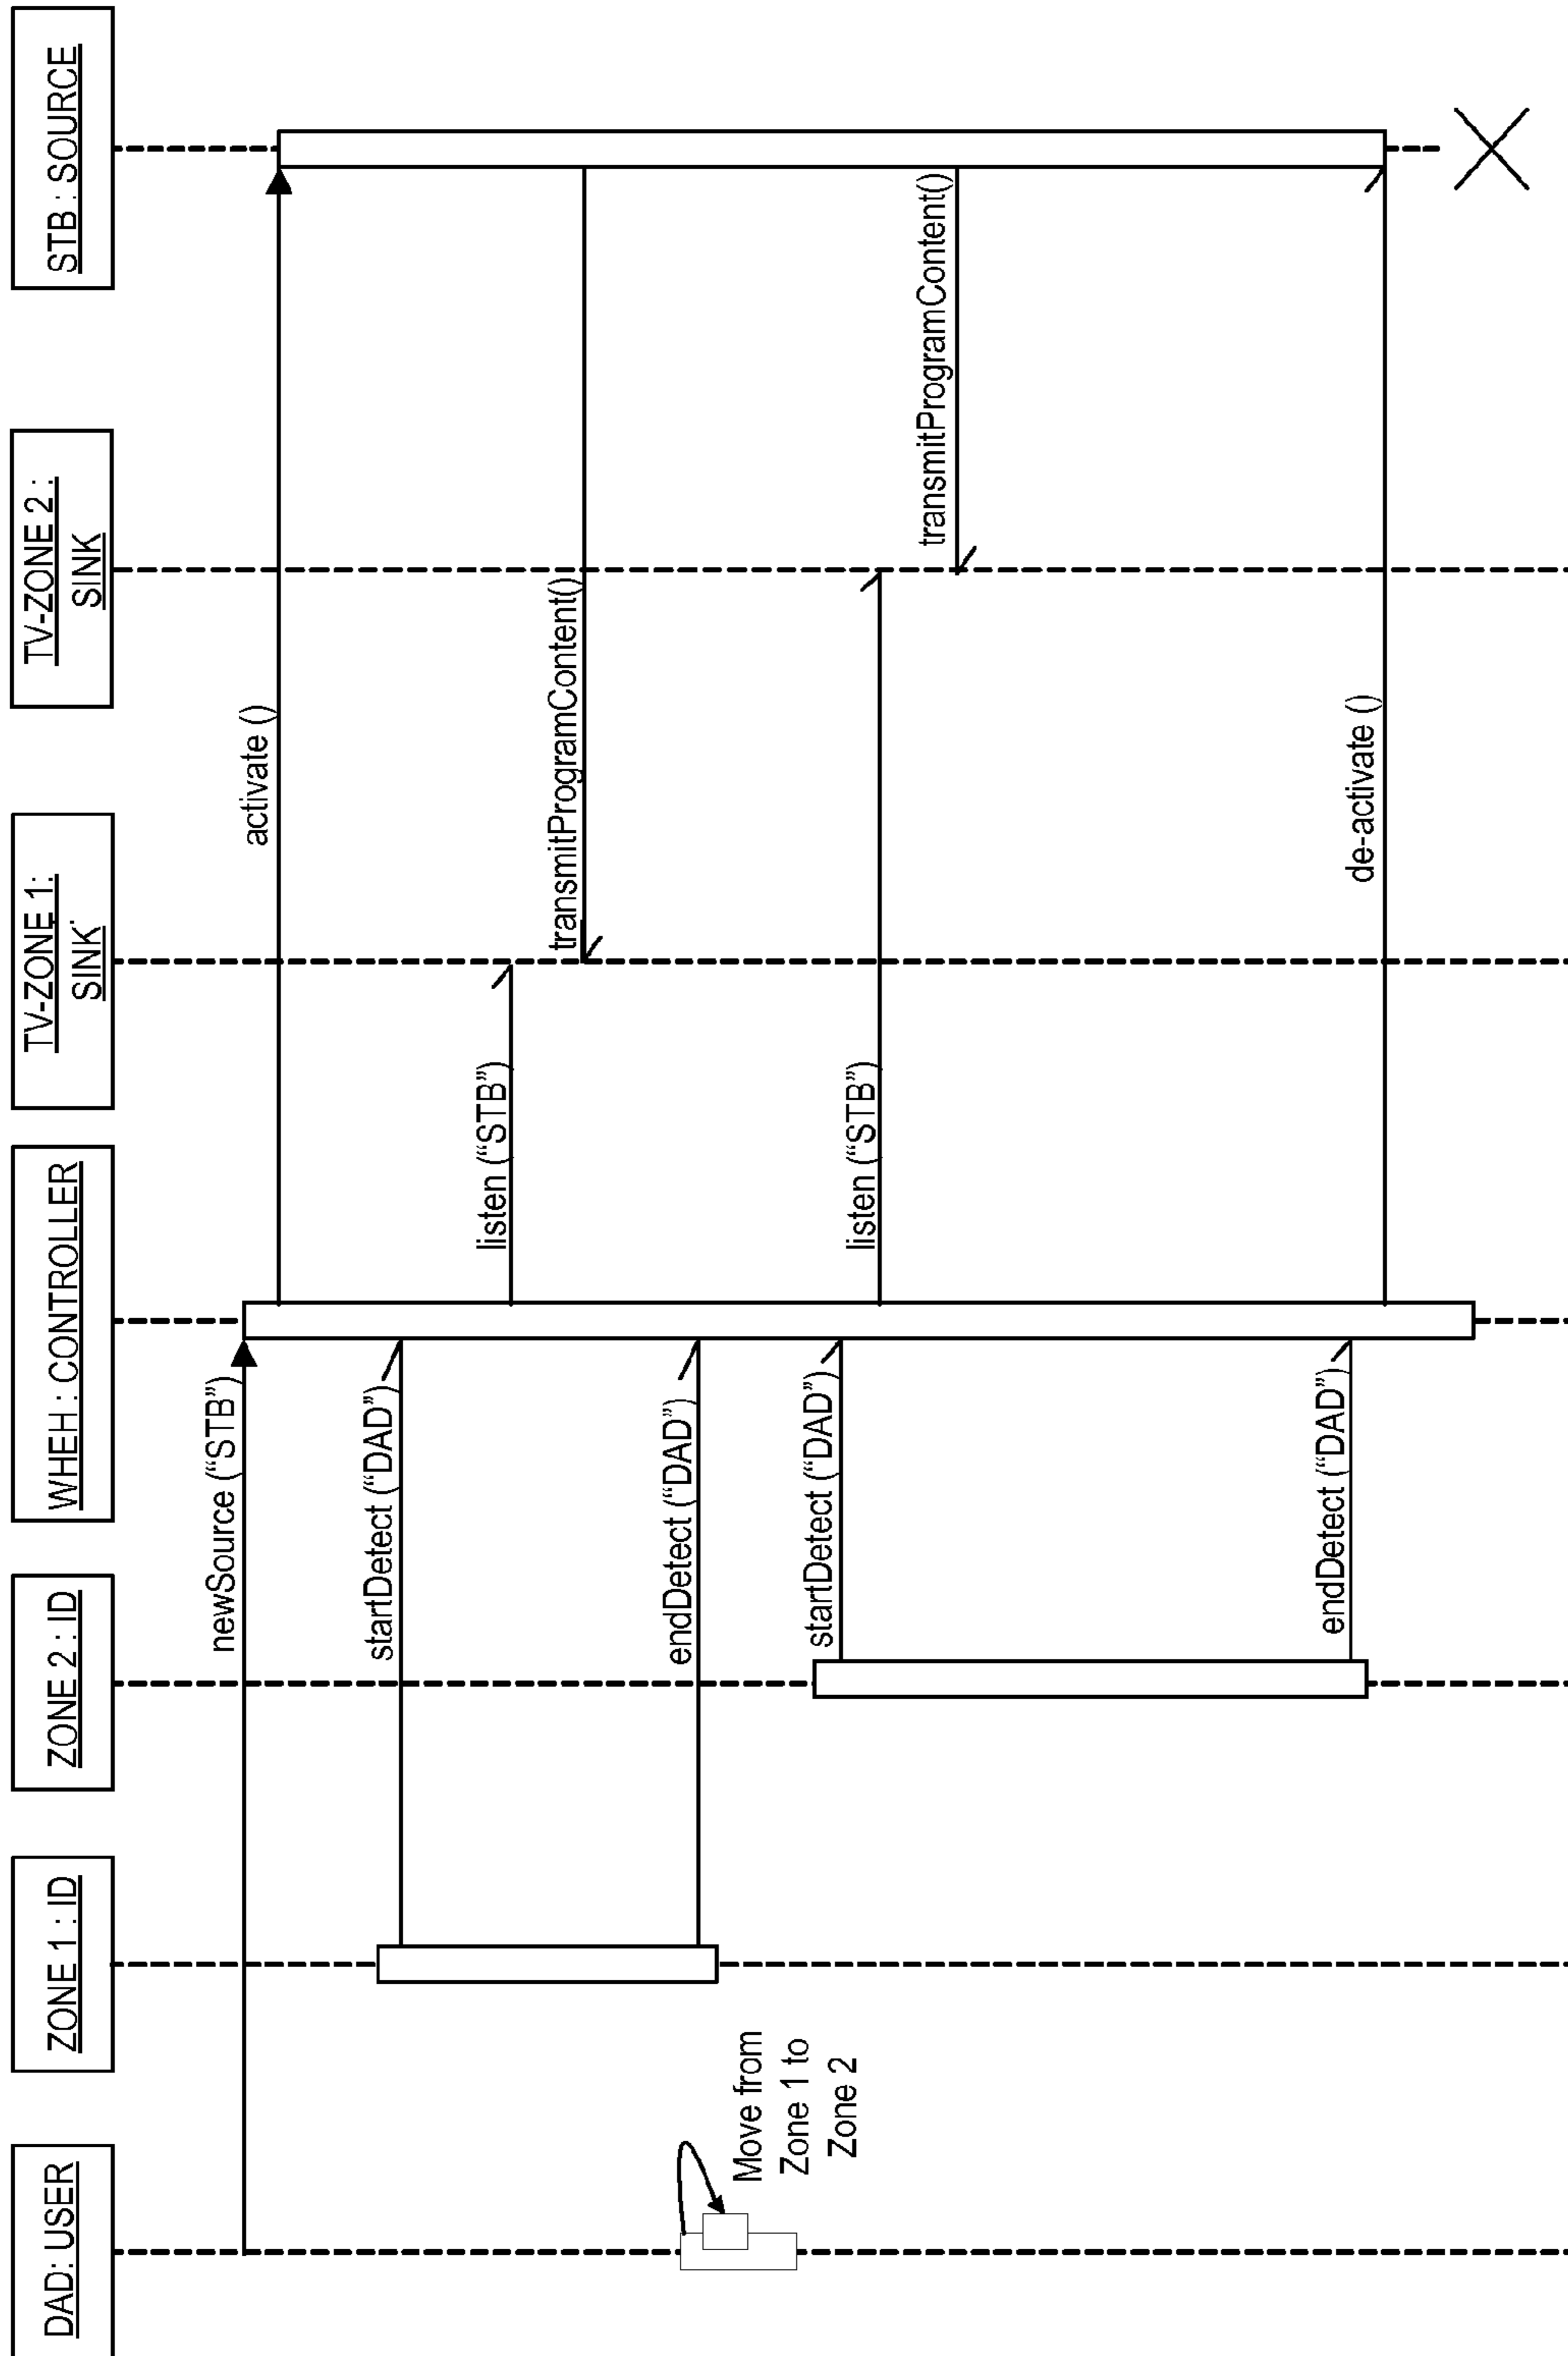 DAD: USER
ZONE 1 : ID
ZONE 2 : ID
WHEH : CONTROLLER
TV-ZONE 1:
SINK
TV-ZONE 2 :
SINK
STB : SOURCE
newSource (“STB”)
activate ()
startDetect (“DAD”)
listen (“STB”)
transmitProgramContent()
endDetect (“DAD”)
Move from
Zone 1 to
Zone 2
startDetect (“DAD”)
listen (“STB”)
transmitProgramContent()
endDetect (“DAD”)
de-activate ()